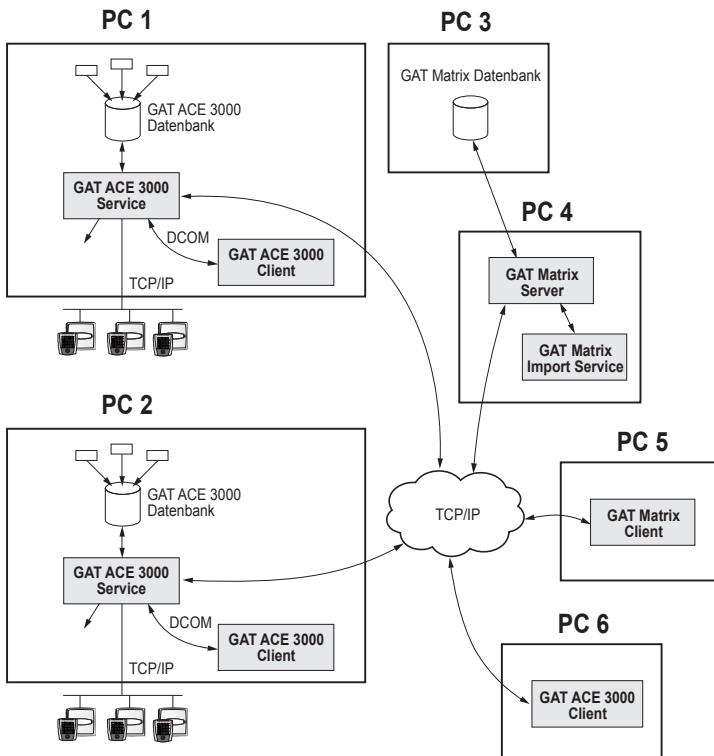 PC 1
GAT ACE 3000
Datenbank
GAT ACE 3000
Service
DCOM
GAT ACE 3000
Client
TCP/IP
PC 3
GAT Matrix Datenbank
PC 4
GAT Matrix
Server
GAT Matrix
Import Service
PC 2
GAT ACE 3000
Datenbank
GAT ACE 3000
Service
DCOM
GAT ACE 3000
Client
TCP/IP
TCP/IP
PC 5
GAT Matrix
Client
PC 6
GAT ACE 3000
Client